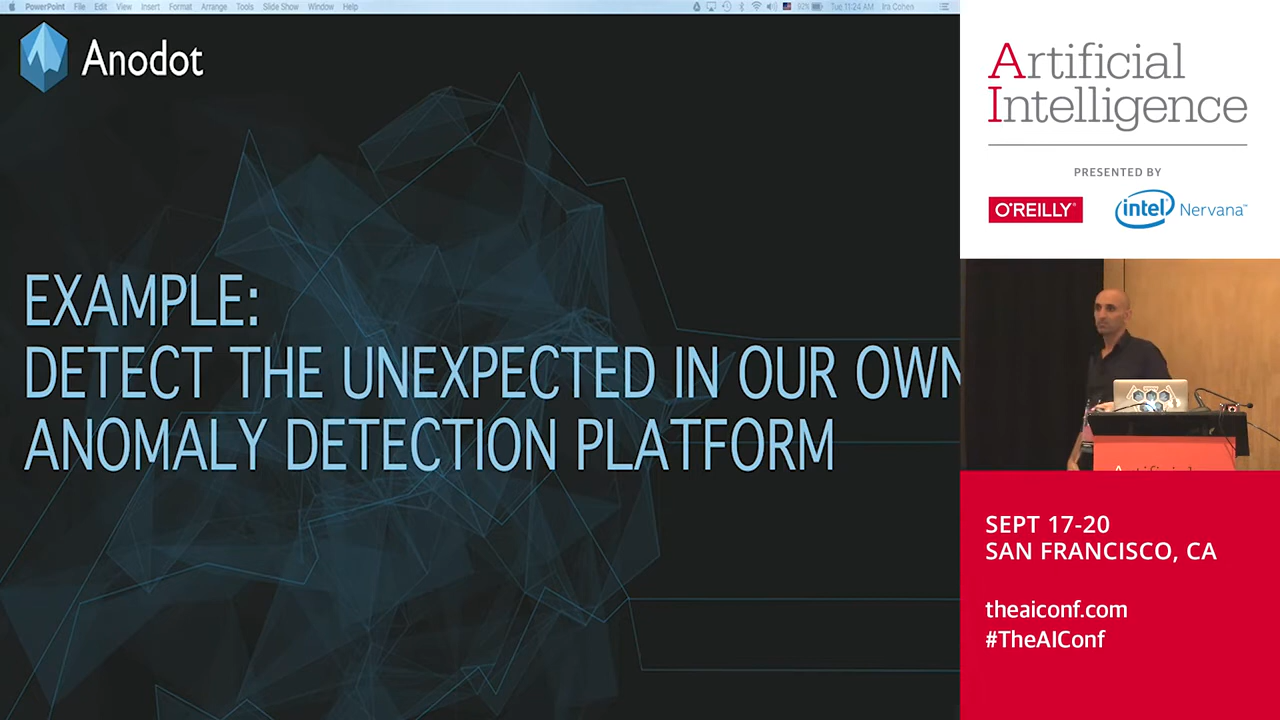 PowerPoint File Edit View Insert Format Arrange Tools Slide Show Window Help
92% Tue 11:24 AM Ira Cohen
Anodot
EXAMPLE:
DETECT THE UNEXPECTED IN OUR OWN
ANOMALY DETECTION PLATFORM
Artificial
Intelligence
PRESENTED BY
O'REILLY®
intel Nervana™
SEPT 17-20
SAN FRANCISCO, CA
theaiconf.com
#TheAIConf